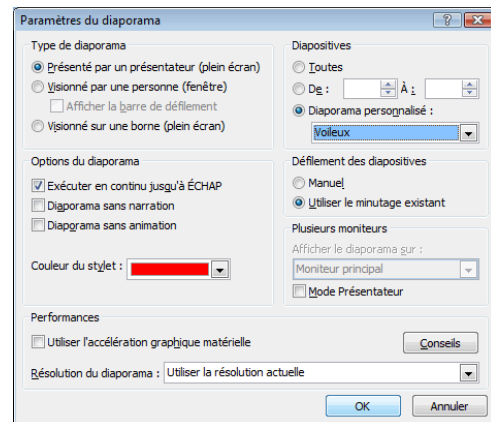 Paramètres du diaporama
Type de diaporama
Présenté par un présentateur (plein écran)
Visionné par une personne (fenêtre)
Afficher la barre de défilement
Visionné sur une borne (plein écran)
Diapositives
Toutes
De : À :
Diaporama personnalisé :
Voileux
Options du diaporama
Exécuter en continu jusqu'à ÉCHAP
Diaporama sans narration
Diaporama sans animation
Couleur du stylet :
Défilement des diapositives
Manuel
Utiliser le minutage existant
Plusieurs moniteurs
Afficher le diaporama sur :
Moniteur principal
Mode Présentateur
Performances
Utiliser l'accélération graphique matérielle
Conseils
Résolution du diaporama : Utiliser la résolution actuelle
OK Annuler